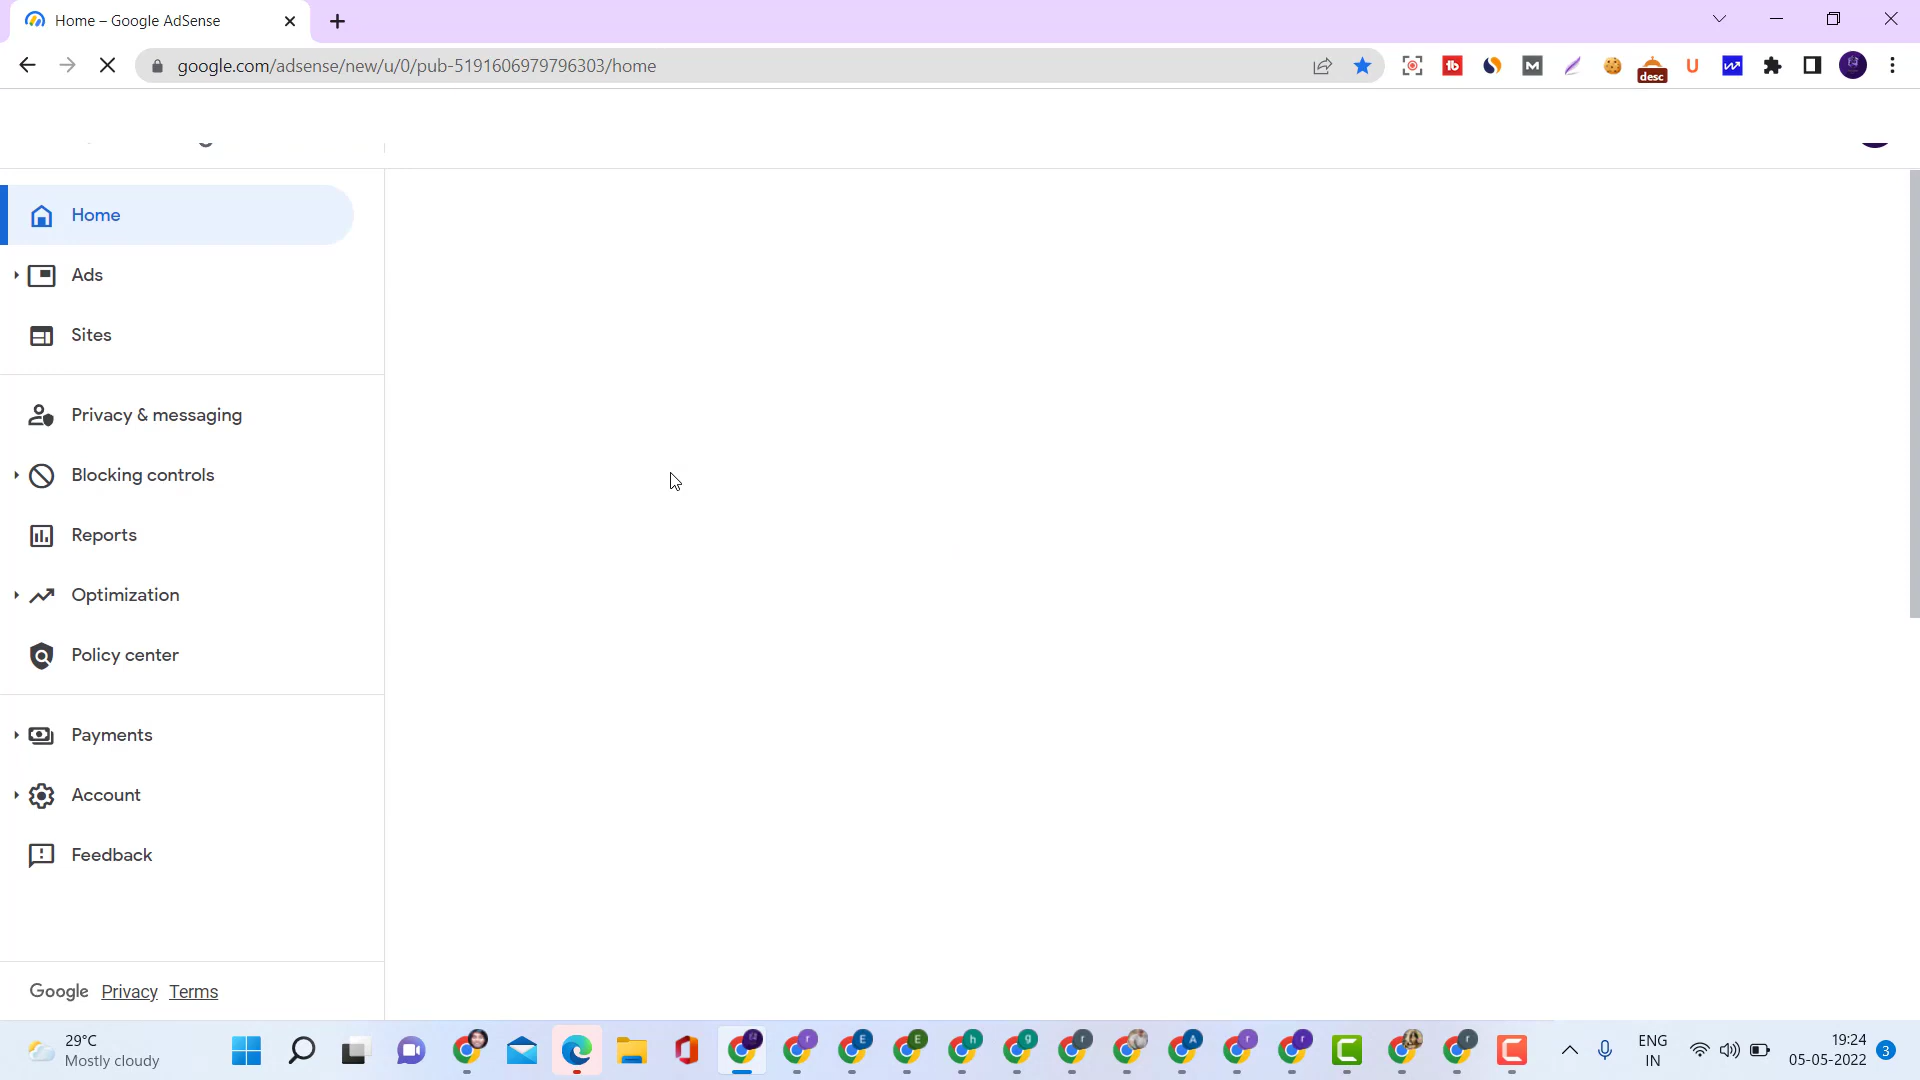 Home – Google AdSense
google.com/adsense/new/u/0/pub-5191606979796303/home
desc
Home
Ads
Sites
Privacy & messaging
Blocking controls
Reports
Optimization
Policy center
Payments
Account
Feedback
Google Privacy Terms
29°C
Mostly cloudy
ENG
IN
19:24
05-05-2022
3